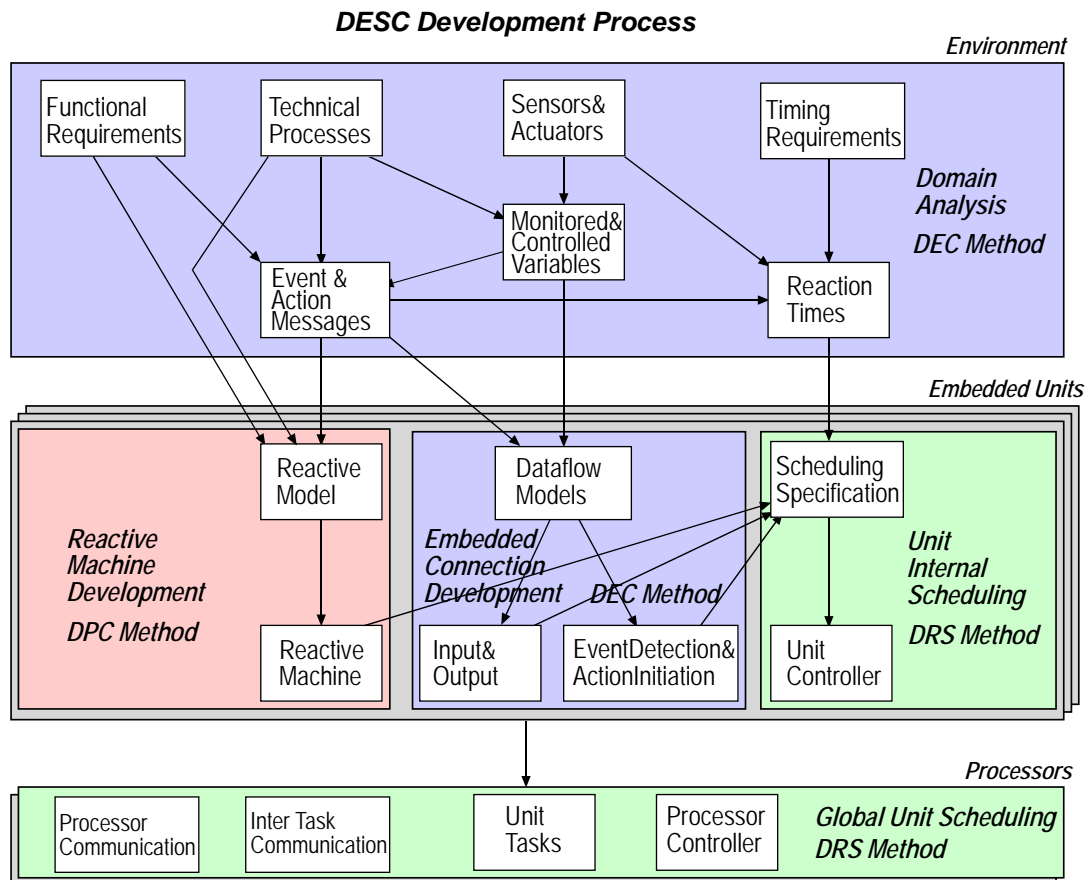 DESC Development Process
Environment
Functional
Requirements
Technical
Processes
Sensors&
Actuators
Timing
Requirements
Domain
Analysis
DEC Method
Monitored&
Controlled
Variables
Event &
Action
Messages
Reaction
Times
Embedded Units
Reactive
Model
Dataflow
Models
Scheduling
Specification
Reactive
Machine
Development
DPC Method
Embedded
Connection
Development
DEC Method
Unit
Internal
Scheduling
DRS Method
Reactive
Machine
Input&
Output
EventDetection&
ActionInitiation
Unit
Controller
Processors
Processor
Communication
Inter Task
Communication
Unit
Tasks
Processor
Controller
Global Unit Scheduling
DRS Method